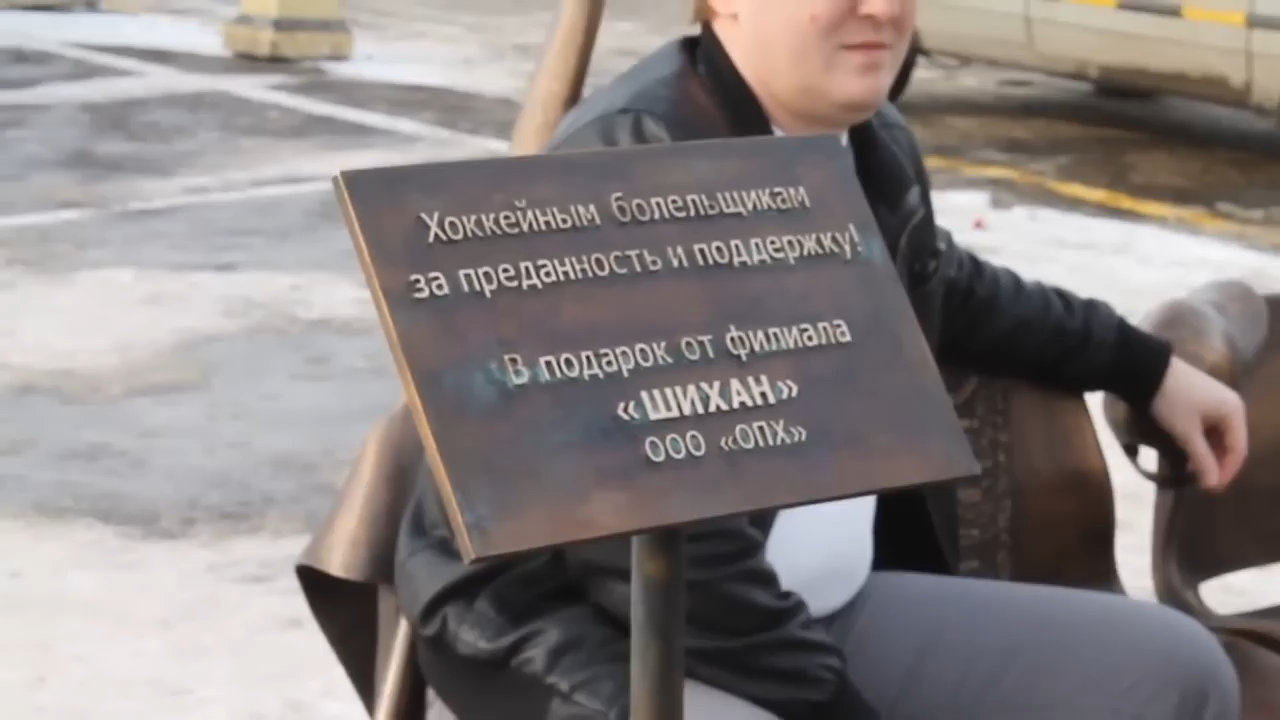 Хоккейным болельщикам
за преданность и поддержку!
В подарок от филиала
«ШИХАН»
ООО «ОПХ»